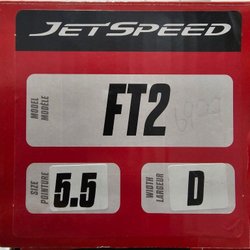 JETSPEED
MODEL
MODÈLE
FT2
SIZE
POINTURE
5.5
WIDTH
LARGEUR
D